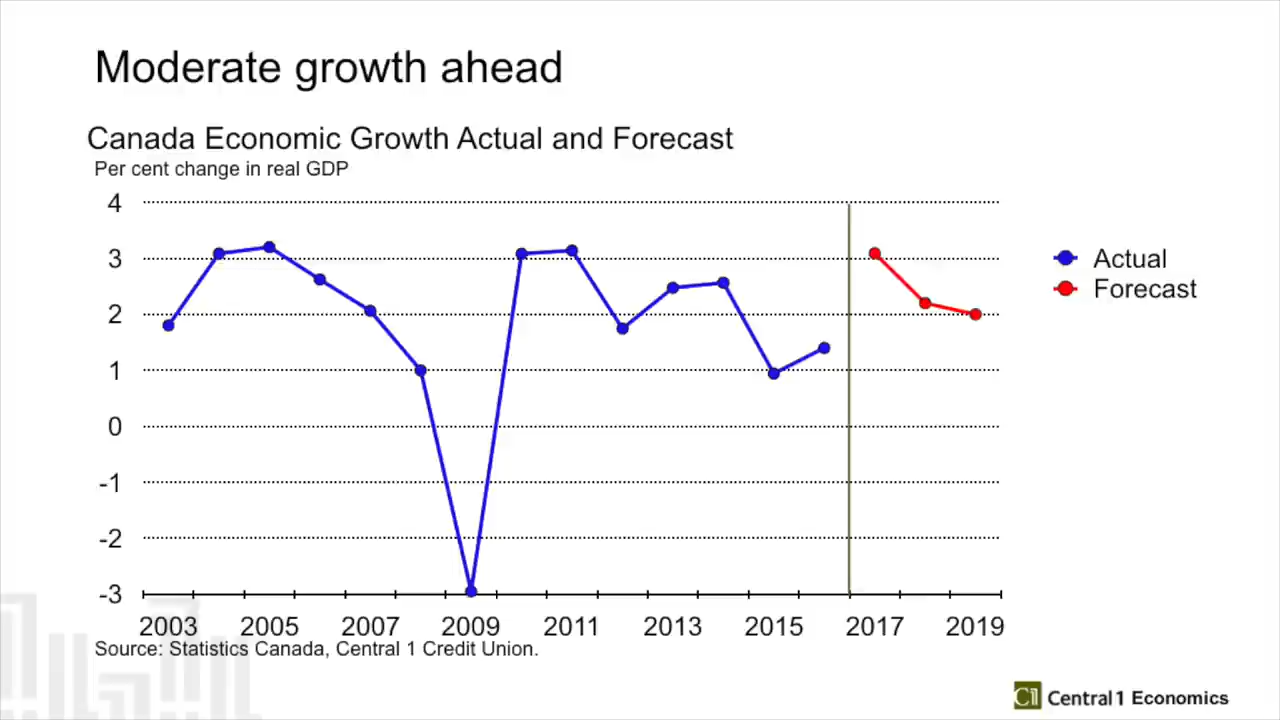 Moderate growth ahead
Canada Economic Growth Actual and Forecast
Per cent change in real GDP
4
3
2
1
0
-1
-2
-3
2003 2005 2007 2009 2011 2013 2015 2017 2019
Actual
Forecast
Source: Statistics Canada, Central 1 Credit Union.
C1 Central 1 Economics